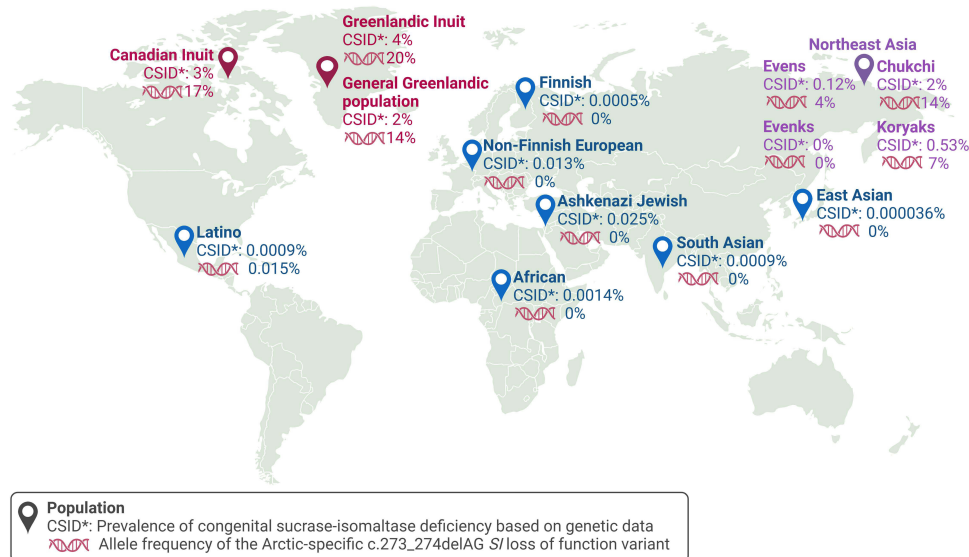 Greenlandic Inuit
CSID*: 4%
20%
General Greenlandic
population
CSID*: 2%
14%
Canadian Inuit
CSID*: 3%
17%
Northeast Asia
Evens
CSID*: 0.12%
4%
Chukchi
CSID*: 2%
14%
Evenks
CSID*: 0%
0%
Koryaks
CSID*: 0.53%
7%
Finnish
CSID*: 0.0005%
0%
Non-Finnish European
CSID*: 0.013%
0%
Ashkenazi Jewish
CSID*: 0.025%
0%
East Asian
CSID*: 0.000036%
0%
Latino
CSID*: 0.0009%
0.015%
South Asian
CSID*: 0.0009%
0%
African
CSID*: 0.0014%
0%
Population
CSID*: Prevalence of congenital sucrase-isomaltase deficiency based on genetic data
Allele frequency of the Arctic-specific c.273_274delAG SI loss of function variant